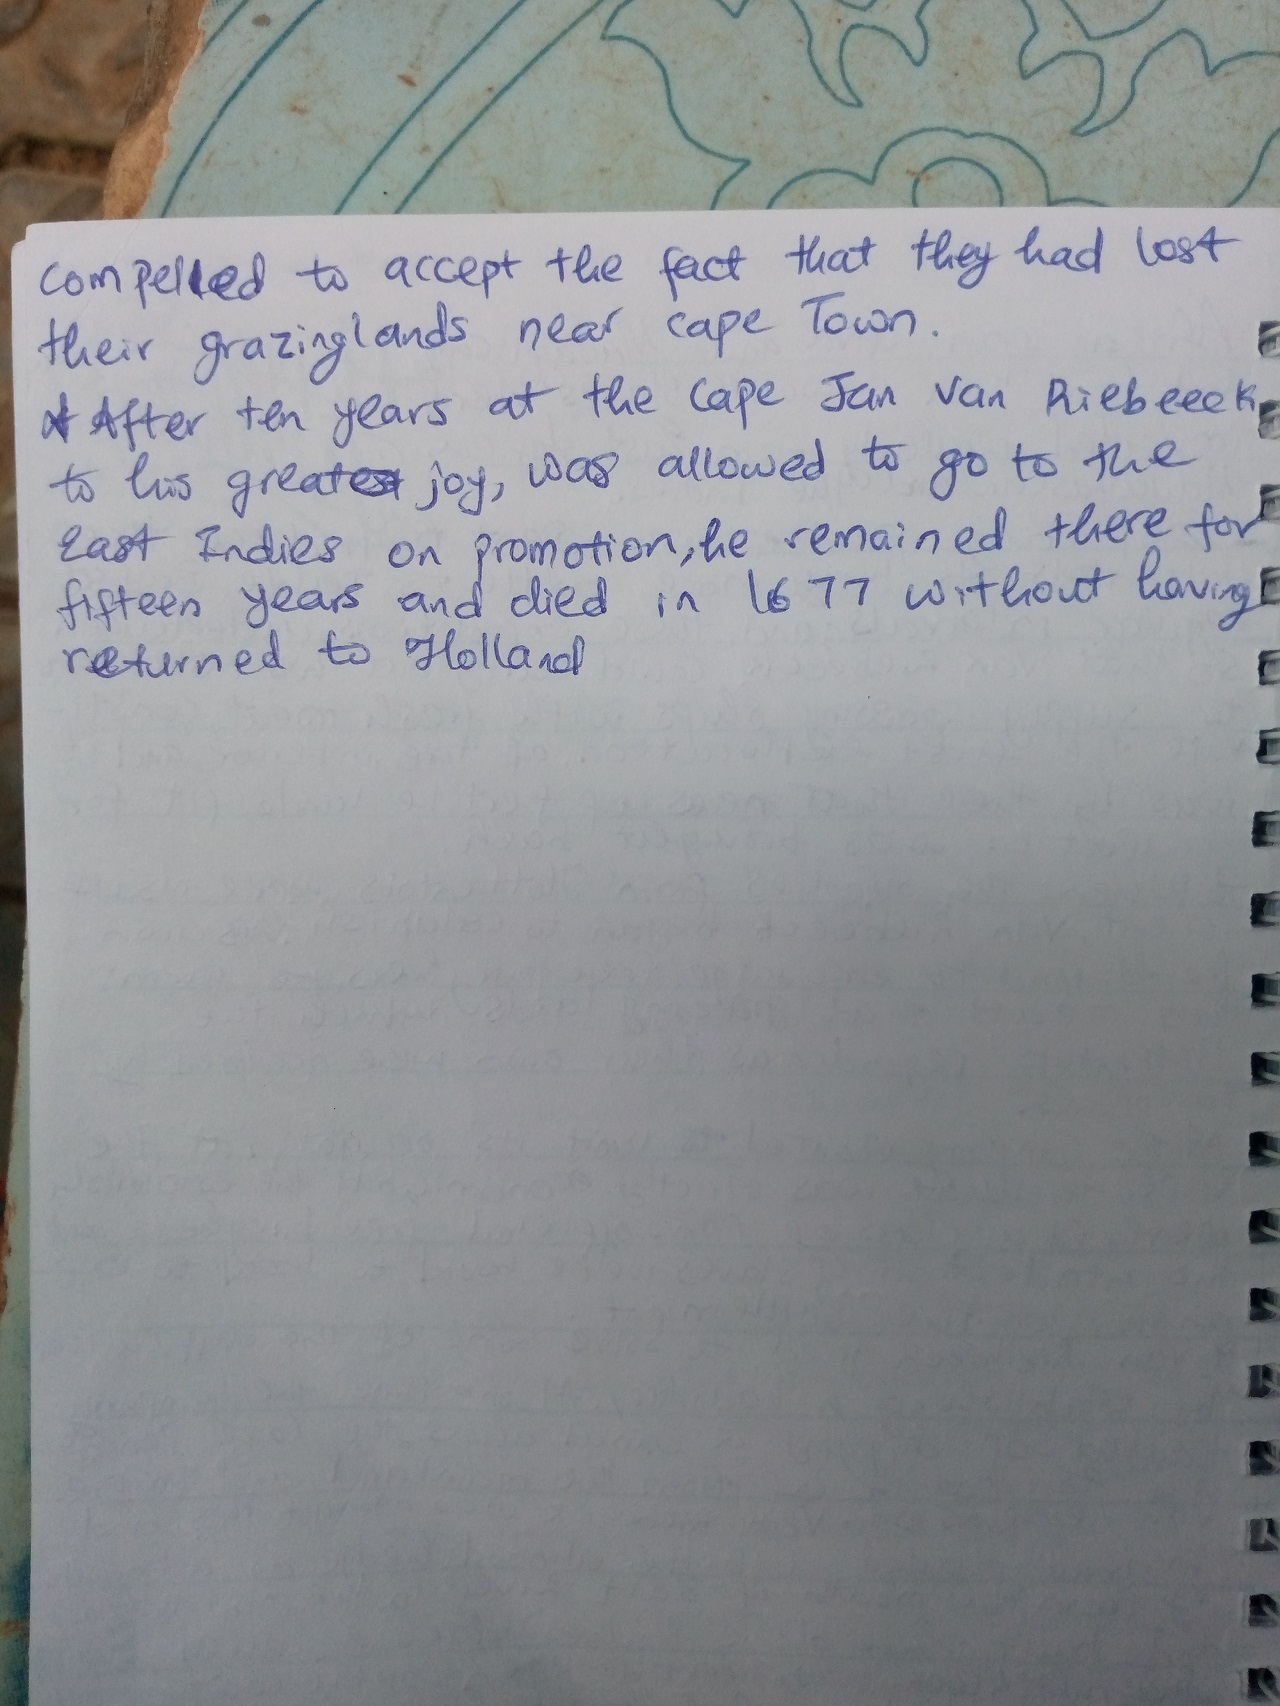 compelled to accept the fact that they had lost
their grazinglands near cape Town.
* After ten years at the cape Jan Van Riebeeek
to his greatest joy, was allowed to go to the
East Indies on promotion, he remained there for
fifteen years and died in 1677 without having
returned to Holland